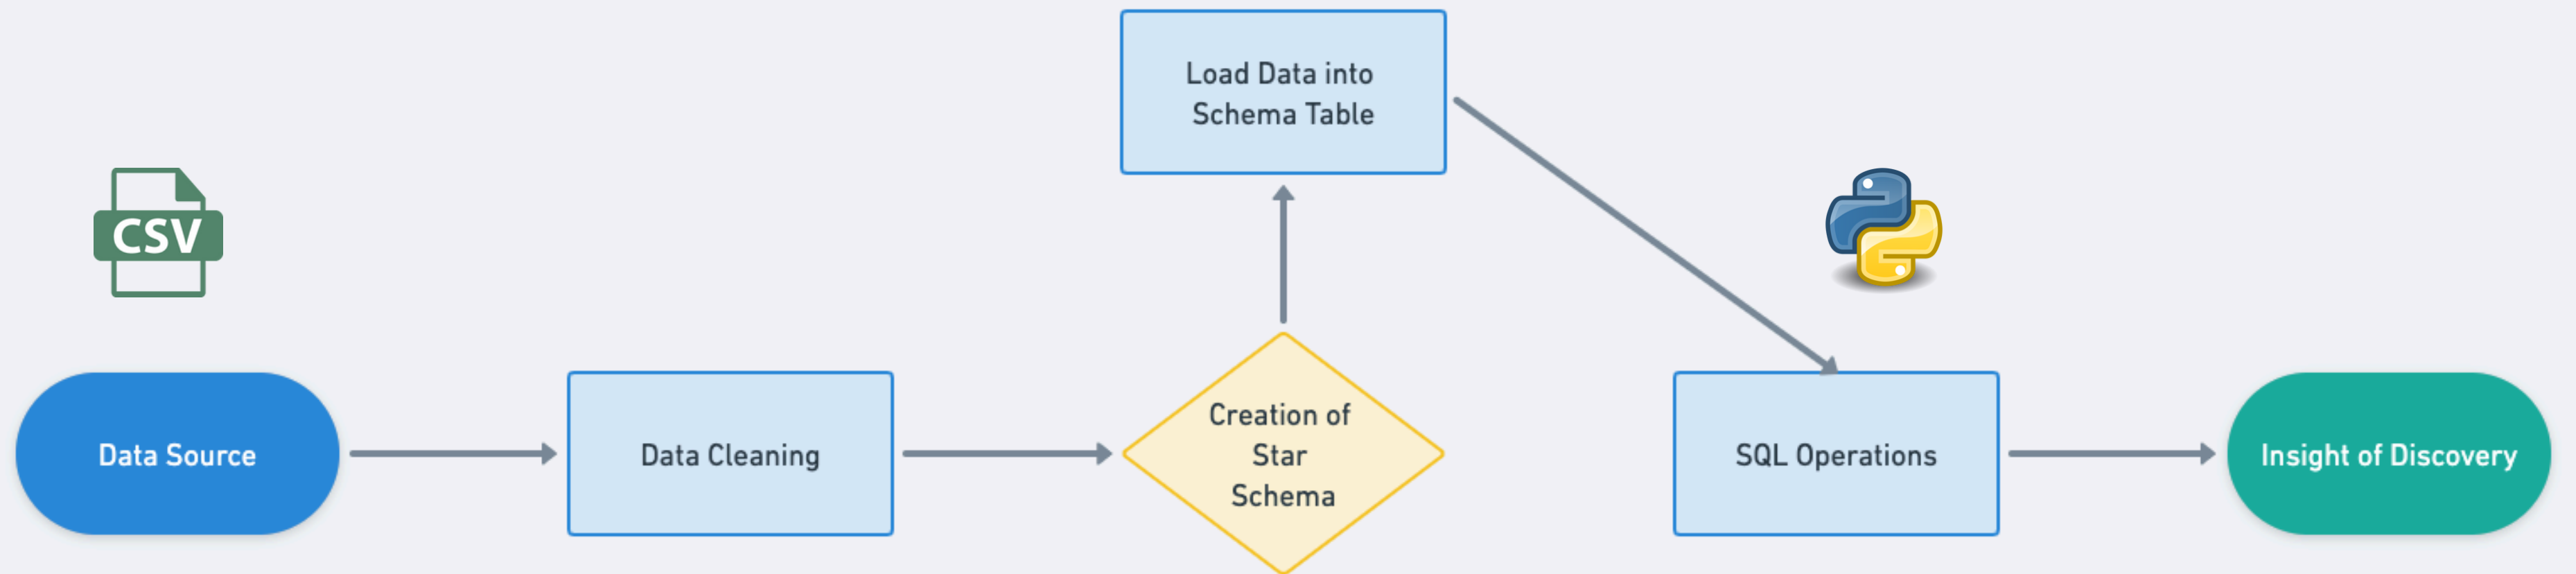 Load Data into
Schema Table
CSV
Data Source
Data Cleaning
Creation of
Star
Schema
SQL Operations
Insight of Discovery